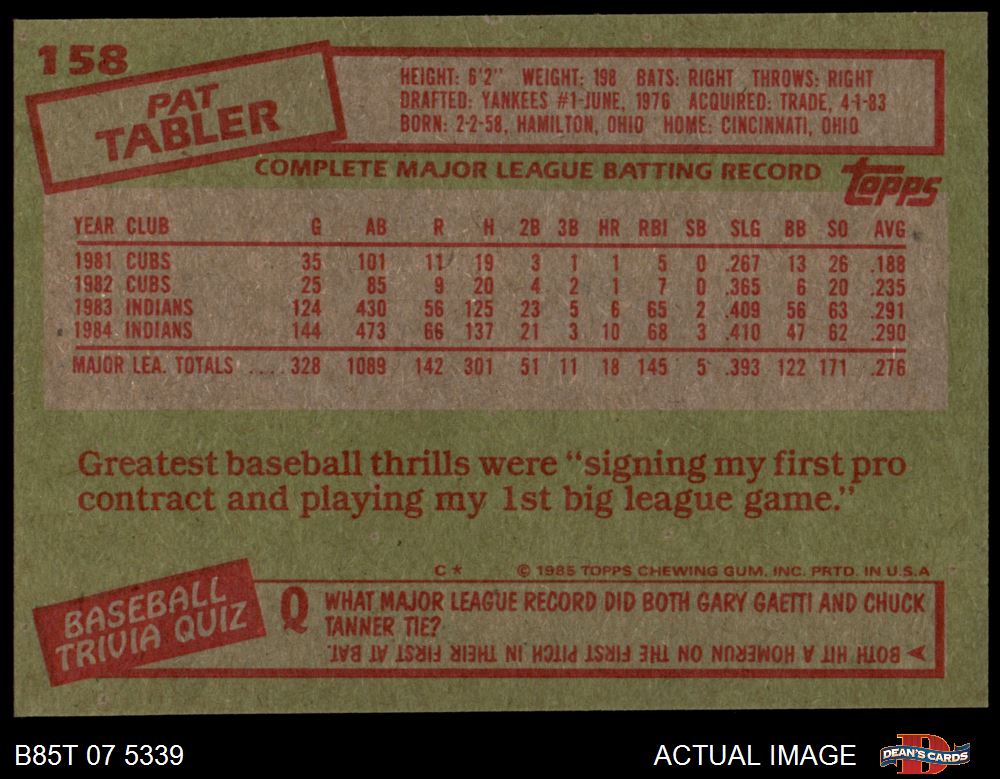 158
PAT
TABLER
HEIGHT: 6'2" WEIGHT: 198 BATS: RIGHT THROWS: RIGHT
DRAFTED: YANKEES #1-JUNE, 1976 ACQUIRED: TRADE, 4-1-83
BORN: 2-2-58, HAMILTON, OHIO HOME: CINCINNATI, OHIO
COMPLETE MAJOR LEAGUE BATTING RECORD
topps
YEAR CLUB G AB R H 2B 3B HR RBI SB SLG BB SO AVG
1981 CUBS 35 101 11 19 3 1 1 5 0 .267 13 26 .188
1982 CUBS 25 85 9 20 4 2 1 7 0 .365 6 20 .235
1983 INDIANS 124 430 56 125 23 5 6 65 2 .409 56 63 .291
1984 INDIANS 144 473 66 137 21 3 10 68 3 .410 47 62 .290
MAJOR LEA. TOTALS .... 328 1089 142 301 51 11 18 145 5 .393 122 171 .276
Greatest baseball thrills were "signing my first pro
contract and playing my 1st big league game."
C* © 1985 TOPPS CHEWING GUM, INC. PRTD. IN U.S.A
BASEBALL
TRIVIA QUIZ
Q WHAT MAJOR LEAGUE RECORD DID BOTH GARY GAETTI AND CHUCK
TANNER TIE?
BOTH HIT A HOMERUN ON THE FIRST PITCH IN THEIR FIRST AT BAT.
B85T 07 5339
ACTUAL IMAGE
D
DEAN'S CARDS